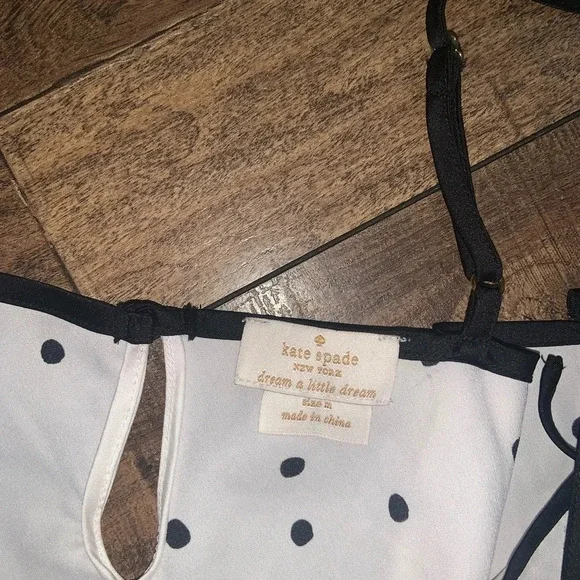 kate spade
NEW YORK
dream a little dream
size m
made in china